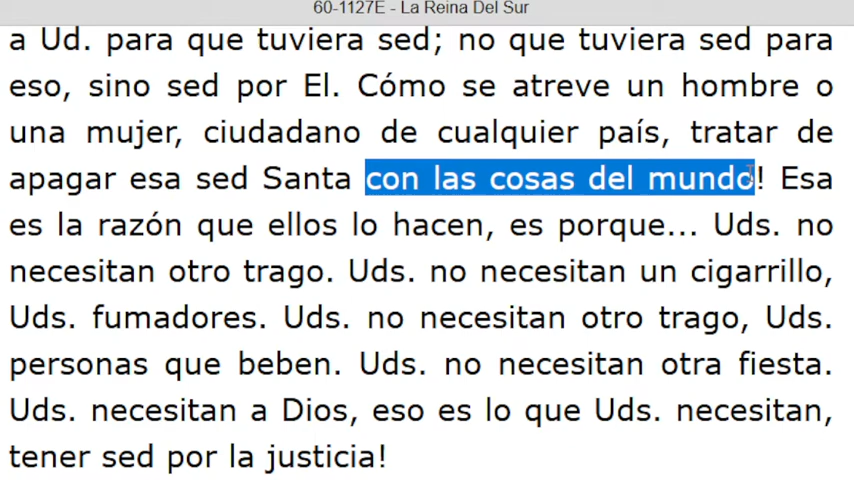 60-1127E - La Reina Del Sur
a Ud. para que tuviera sed; no que tuviera sed para
eso, sino sed por El. Cómo se atreve un hombre o
una mujer, ciudadano de cualquier país, tratar de
apagar esa sed Santa con las cosas del mundo! Esa
es la razón que ellos lo hacen, es porque... Uds. no
necesitan otro trago. Uds. no necesitan un cigarrillo,
Uds. fumadores. Uds. no necesitan otro trago, Uds.
personas que beben. Uds. no necesitan otra fiesta.
Uds. necesitan a Dios, eso es lo que Uds. necesitan,
tener sed por la justicia!